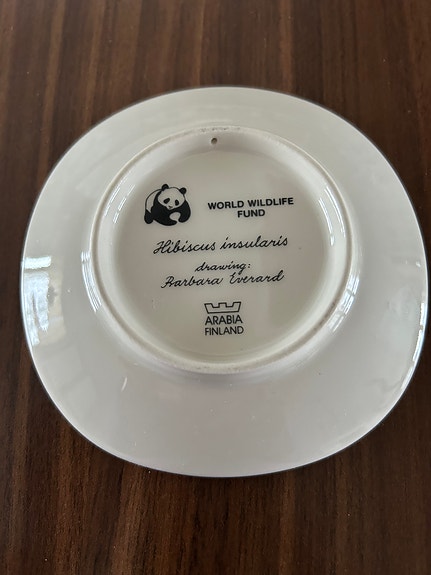 WORLD WILDLIFE
FUND
Hibiscus insularis
drawing:
Barbara Everard
ARABIA
FINLAND